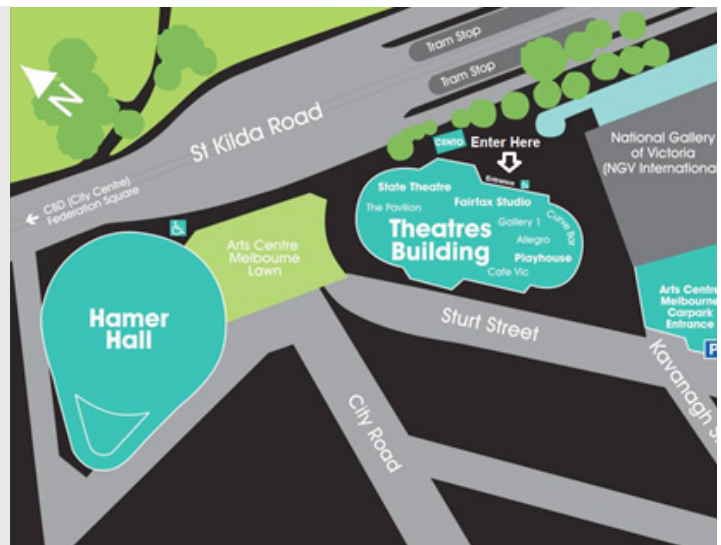 Tram Stop
Tram Stop
N
St Kilda Road
CENTO
Enter Here
National Gallery
of Victoria
(NGV International
Entrance
CBD (City Centre)
Federation Square
State Theatre
Fairfax Studio
The Pavilion
Gallery 1
Curve Bar
Theatres
Building
Allegro
Playhouse
Cafe Vic
Arts Centre
Melbourne
Lawn
Hamer
Hall
Sturt Street
Arts Centre
Melbourne
Carpark
Entrance
P
Kavanagh S
City Road